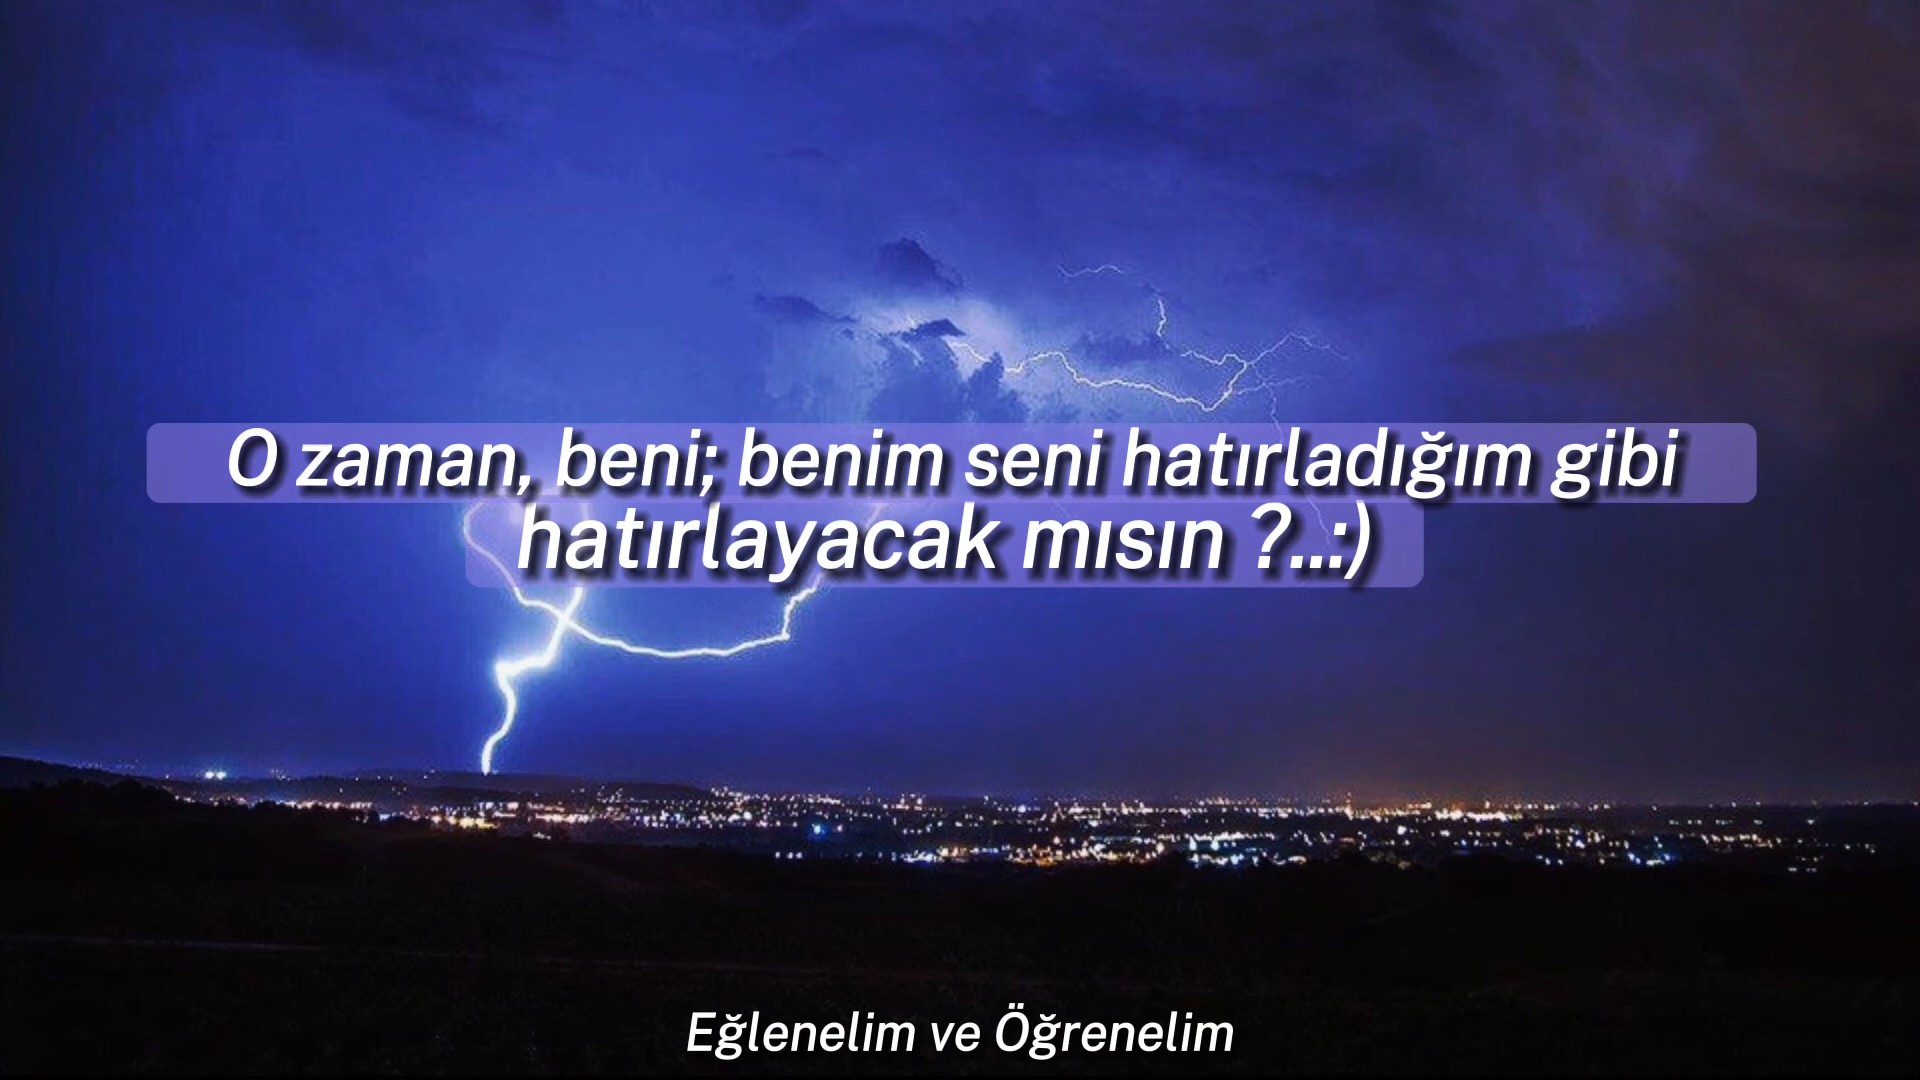 O zaman, beni; benim seni hatırladığım gibi
hatırlayacak mısın ?..:)
Eğlenelim ve Öğrenelim